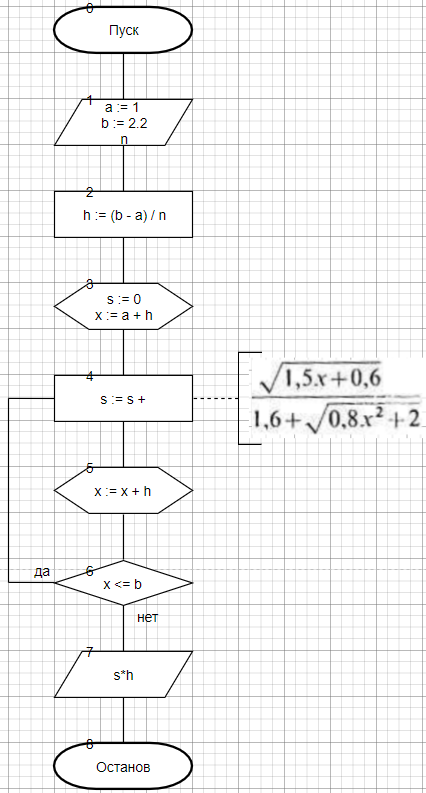 0
Пуск
1
a := 1
b := 2.2
n
2
h := (b - a) / n
3
s := 0
x := a + h
4
s := s +
√1,5x+0,6
1,6+√0,8x²+2
5
x := x + h
да
6
x <= b
нет
7
s*h
8
Останов